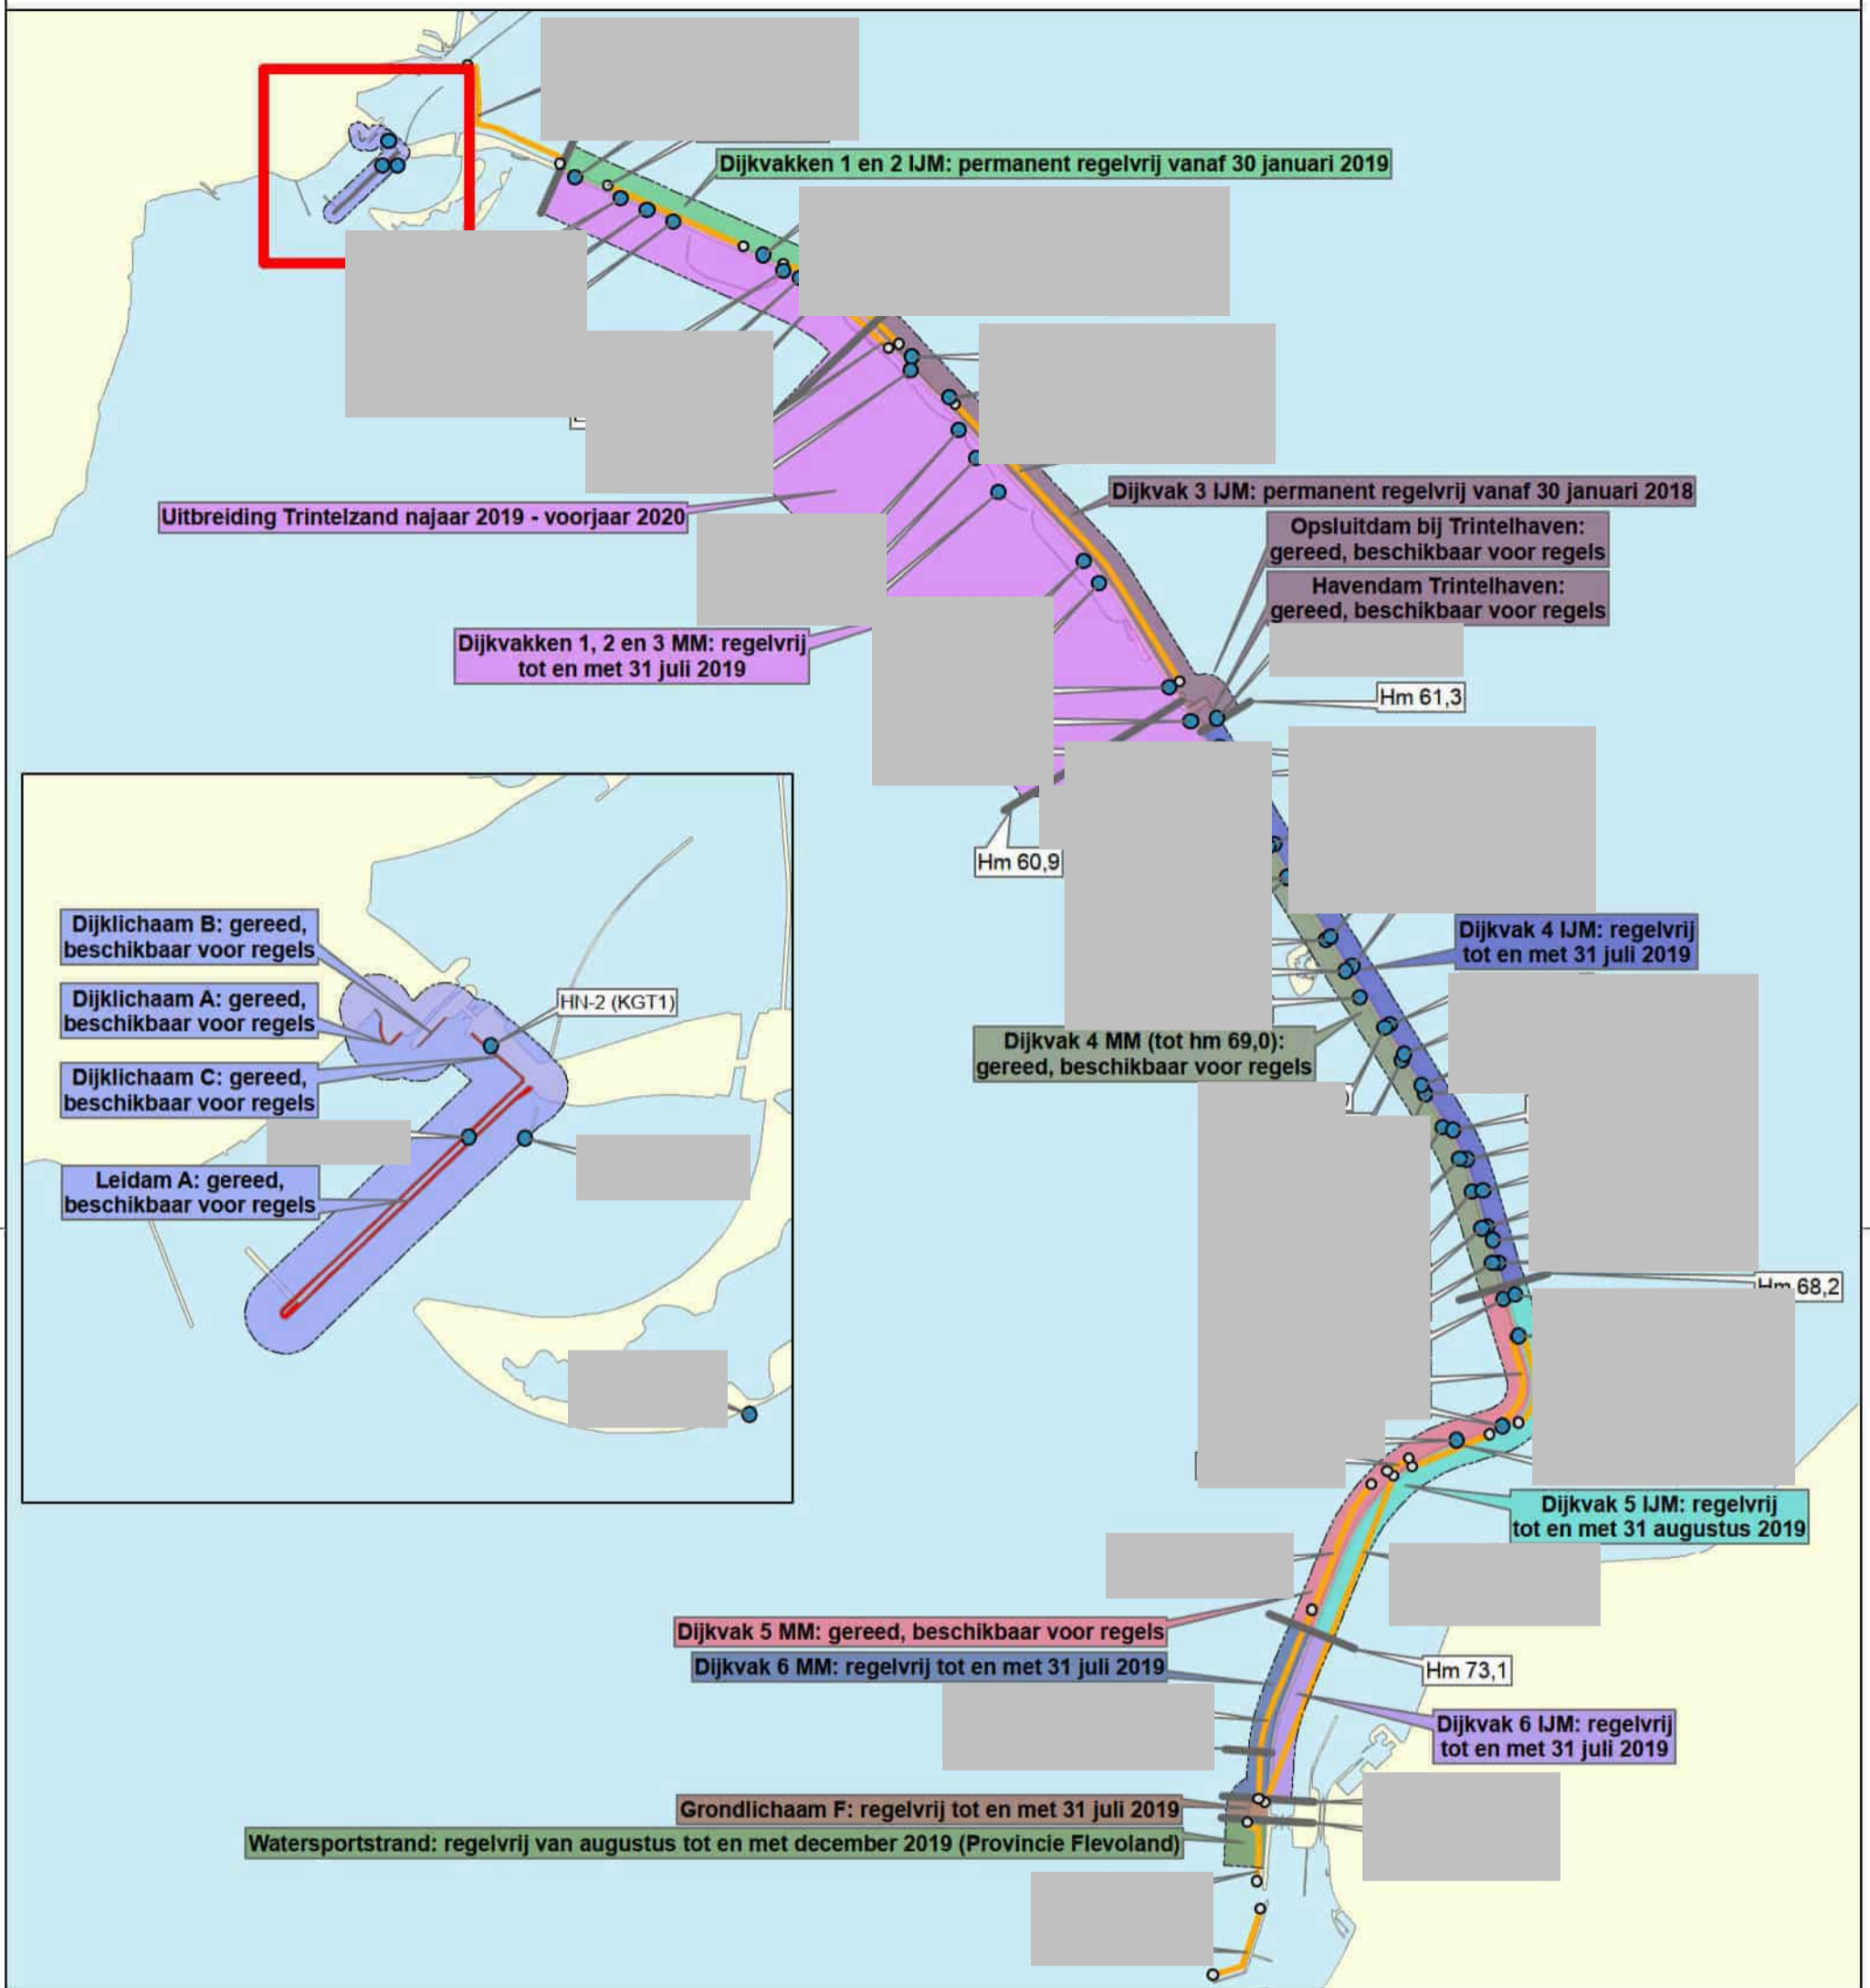 Dijkvakken 1 en 2 IJM: permanent regelvrij vanaf 30 januari 2019
Dijkvak 3 IJM: permanent regelvrij vanaf 30 januari 2018
Uitbreiding Trintelzand najaar 2019 - voorjaar 2020
Opsluitdam bij Trintelhaven:
gereed, beschikbaar voor regels
Havendam Trintelhaven:
gereed, beschikbaar voor regels
Dijkvakken 1, 2 en 3 MM: regelvrij
tot en met 31 juli 2019
Hm 61,3
Hm 60,9
Dijklichaam B: gereed,
beschikbaar voor regels
Dijklichaam A: gereed,
beschikbaar voor regels
HN-2 (KGT1)
Dijklichaam C: gereed,
beschikbaar voor regels
Leidam A: gereed,
beschikbaar voor regels
Dijkvak 4 IJM: regelvrij
tot en met 31 juli 2019
Dijkvak 4 MM (tot hm 69,0):
gereed, beschikbaar voor regels
Hm 68,2
Dijkvak 5 IJM: regelvrij
tot en met 31 augustus 2019
Dijkvak 5 MM: gereed, beschikbaar voor regels
Dijkvak 6 MM: regelvrij tot en met 31 juli 2019
Hm 73,1
Dijkvak 6 IJM: regelvrij
tot en met 31 juli 2019
Grondlichaam F: regelvrij tot en met 31 juli 2019
Watersportstrand: regelvrij van augustus tot en met december 2019 (Provincie Flevoland)